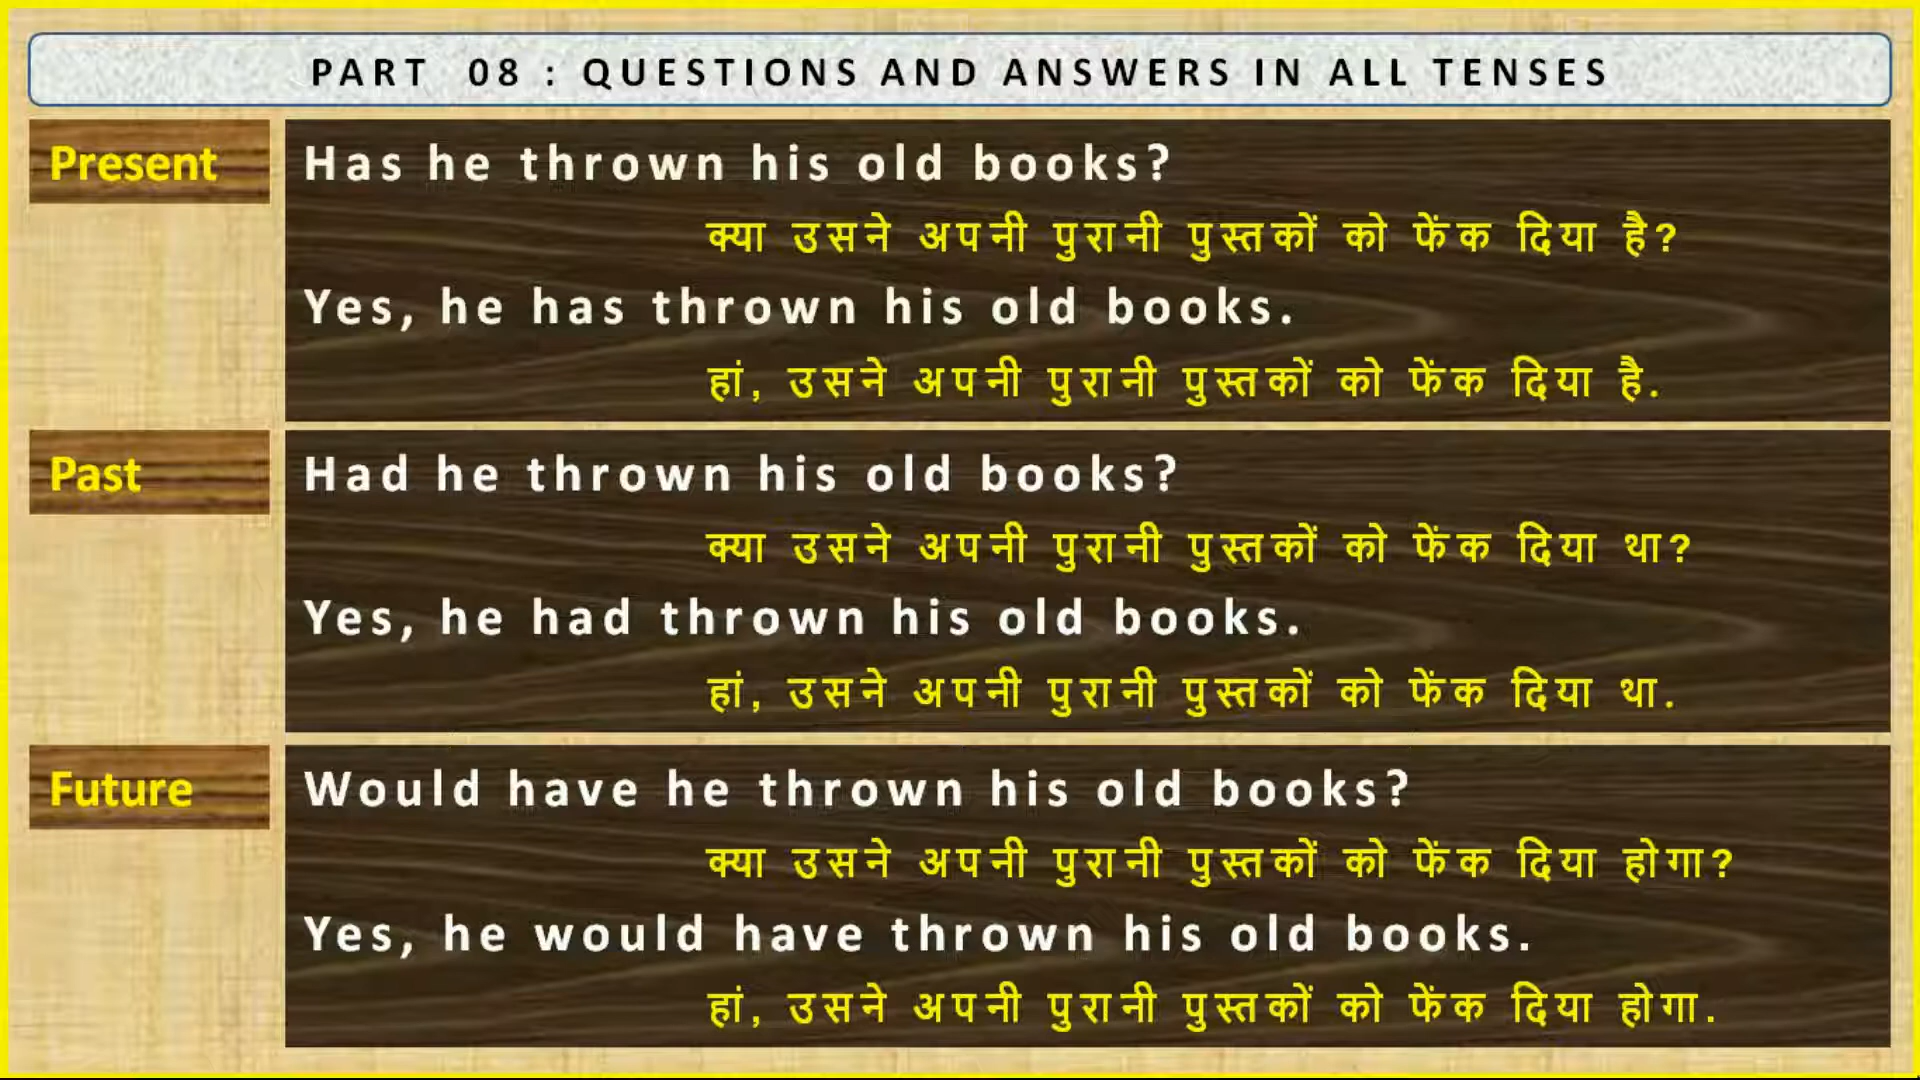 PART 08 : QUESTIONS AND ANSWERS IN ALL TENSES
Present
Has he thrown his old books?
क्या उसने अपनी पुरानी पुस्तकों को फेंक दिया है?
Yes, he has thrown his old books.
हां, उसने अपनी पुरानी पुस्तकों को फेंक दिया है.
Past
Had he thrown his old books?
क्या उसने अपनी पुरानी पुस्तकों को फेंक दिया था?
Yes, he had thrown his old books.
हां, उसने अपनी पुरानी पुस्तकों को फेंक दिया था.
Future
Would have he thrown his old books?
क्या उसने अपनी पुरानी पुस्तकों को फेंक दिया होगा?
Yes, he would have thrown his old books.
हां, उसने अपनी पुरानी पुस्तकों को फेंक दिया होगा.